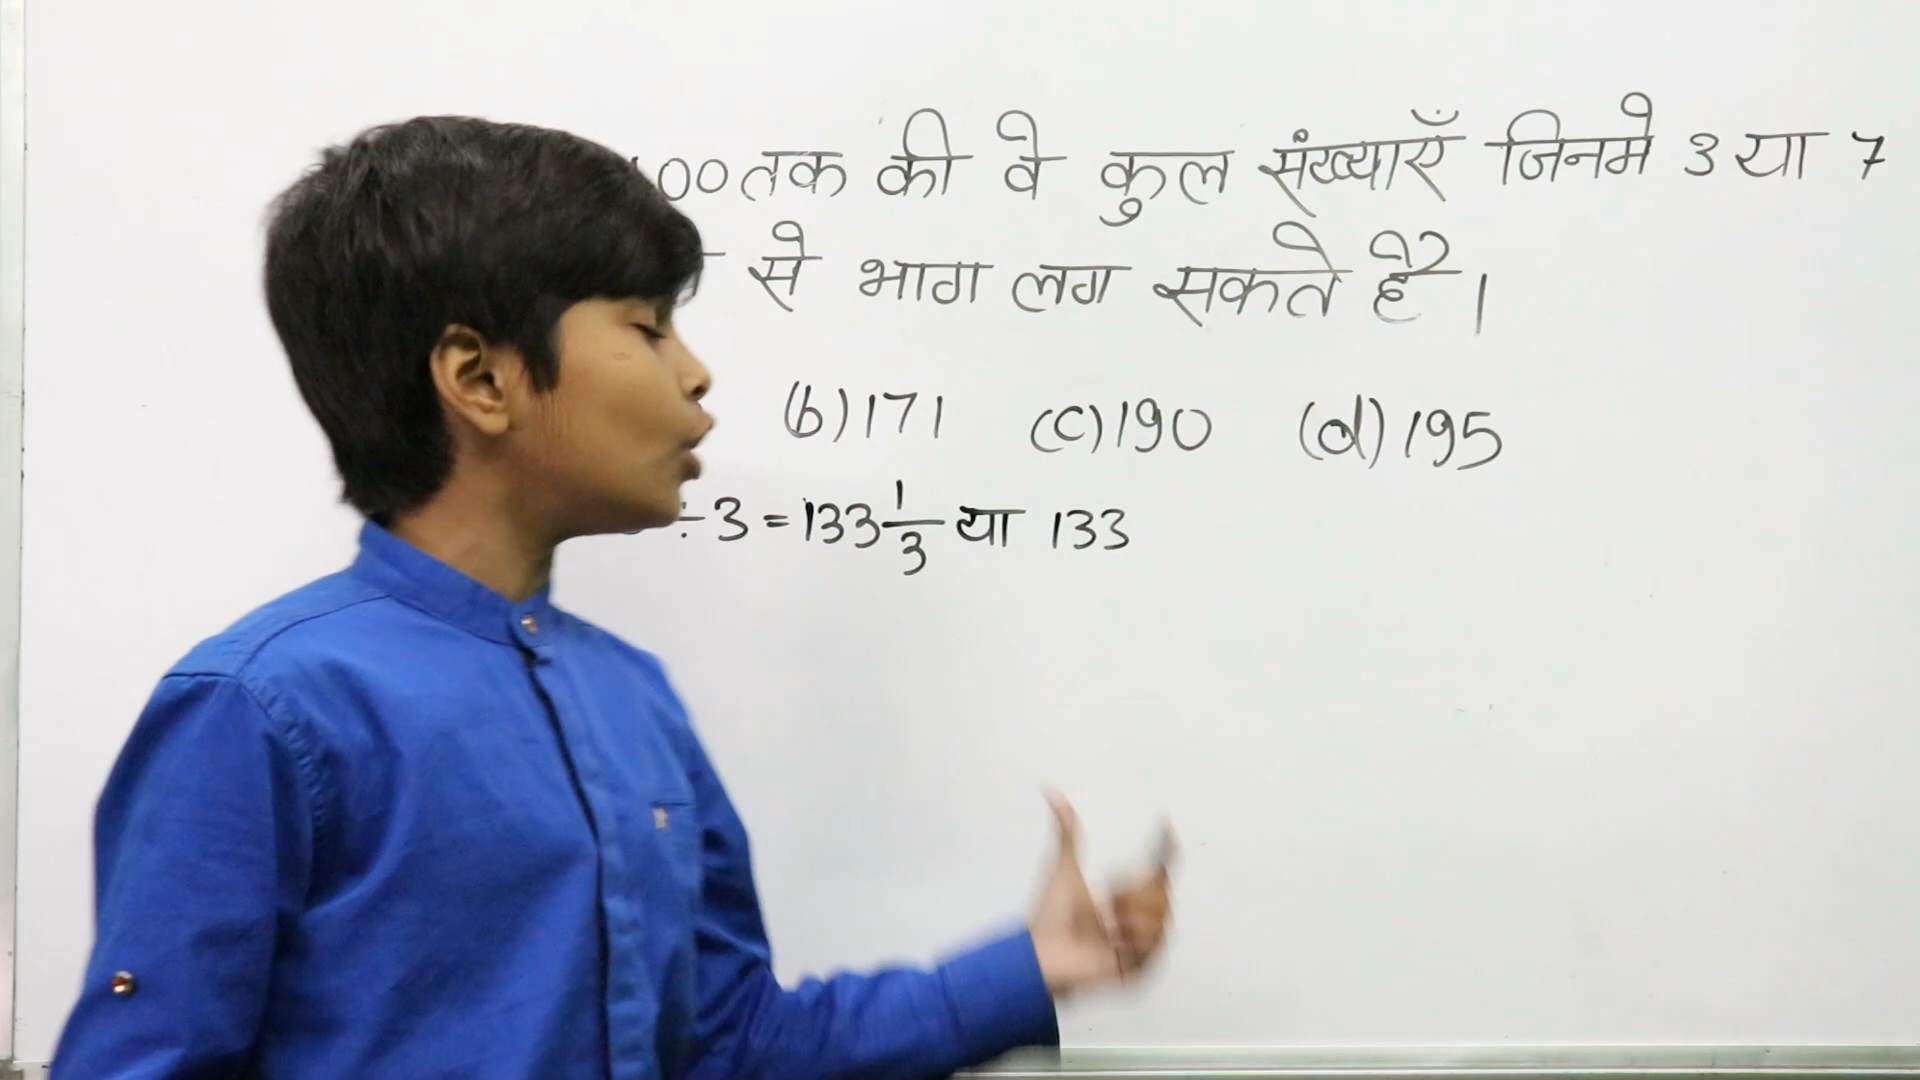 00 तक की वे कुल संख्याएँ जिनमे 3 या 7
से भाग लग सकते है।
(b) 171 (c) 190 (d) 195
÷ 3 = 133 1/3 या 133